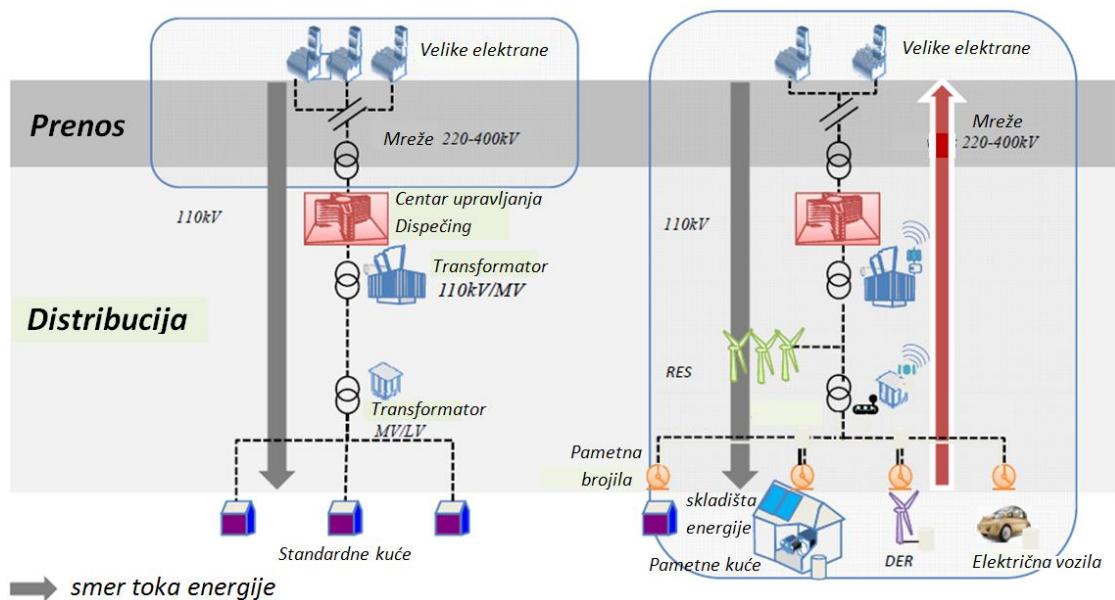 Velike elektrane
Velike elektrane
Prenos
Mreže 220-400kV
Mreže
220-400kV
110kV
Centar upravljanja
Dispečing
110kV
Transformator
110kV/MV
Distribucija
RES
Transformator
MV/LV
Pametna
brojila
skladišta
energije
Standardne kuće
Pametne kuće
DER
Električna vozila
smer toka energije